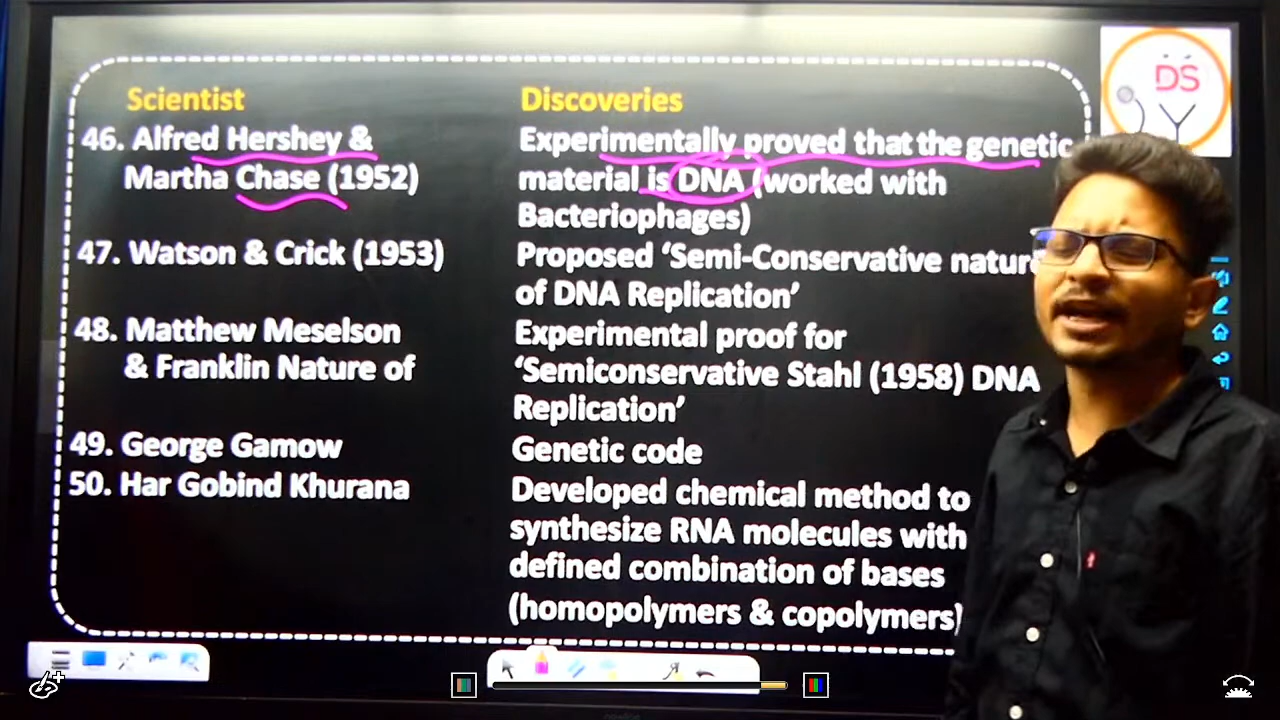 DS
Scientist Discoveries
46. Alfred Hershey & Experimentally proved that the genetic
Martha Chase (1952) material is DNA (worked with
Bacteriophages)
47. Watson & Crick (1953) Proposed ‘Semi-Conservative nature
of DNA Replication’
48. Matthew Meselson Experimental proof for
& Franklin Nature of ‘Semiconservative Stahl (1958) DNA
Replication’
49. George Gamow Genetic code
50. Har Gobind Khurana Developed chemical method to
synthesize RNA molecules with
defined combination of bases
(homopolymers & copolymers)